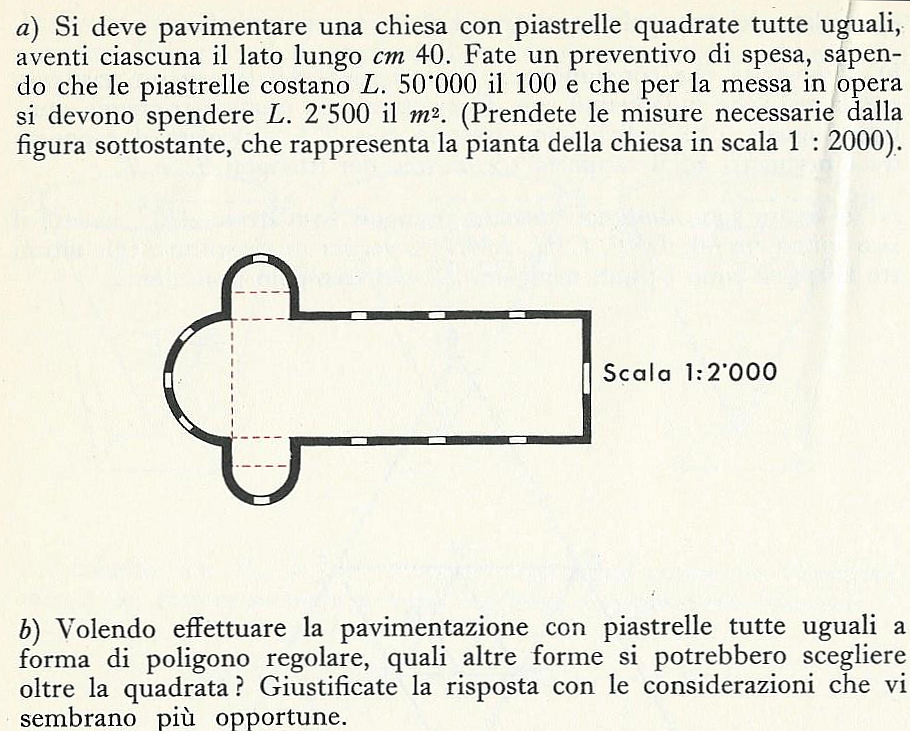 a) Si deve pavimentare una chiesa con piastrelle quadrate tutte uguali,
aventi ciascuna il lato lungo cm 40. Fate un preventivo di spesa, sapen-
do che le piastrelle costano L. 50'000 il 100 e che per la messa in opera
si devono spendere L. 2'500 il m². (Prendete le misure necessarie dalla
figura sottostante, che rappresenta la pianta della chiesa in scala 1 : 2000).
Scala 1:2'000
b) Volendo effettuare la pavimentazione con piastrelle tutte uguali a
forma di poligono regolare, quali altre forme si potrebbero scegliere
oltre la quadrata? Giustificate la risposta con le considerazioni che vi
sembrano più opportune.